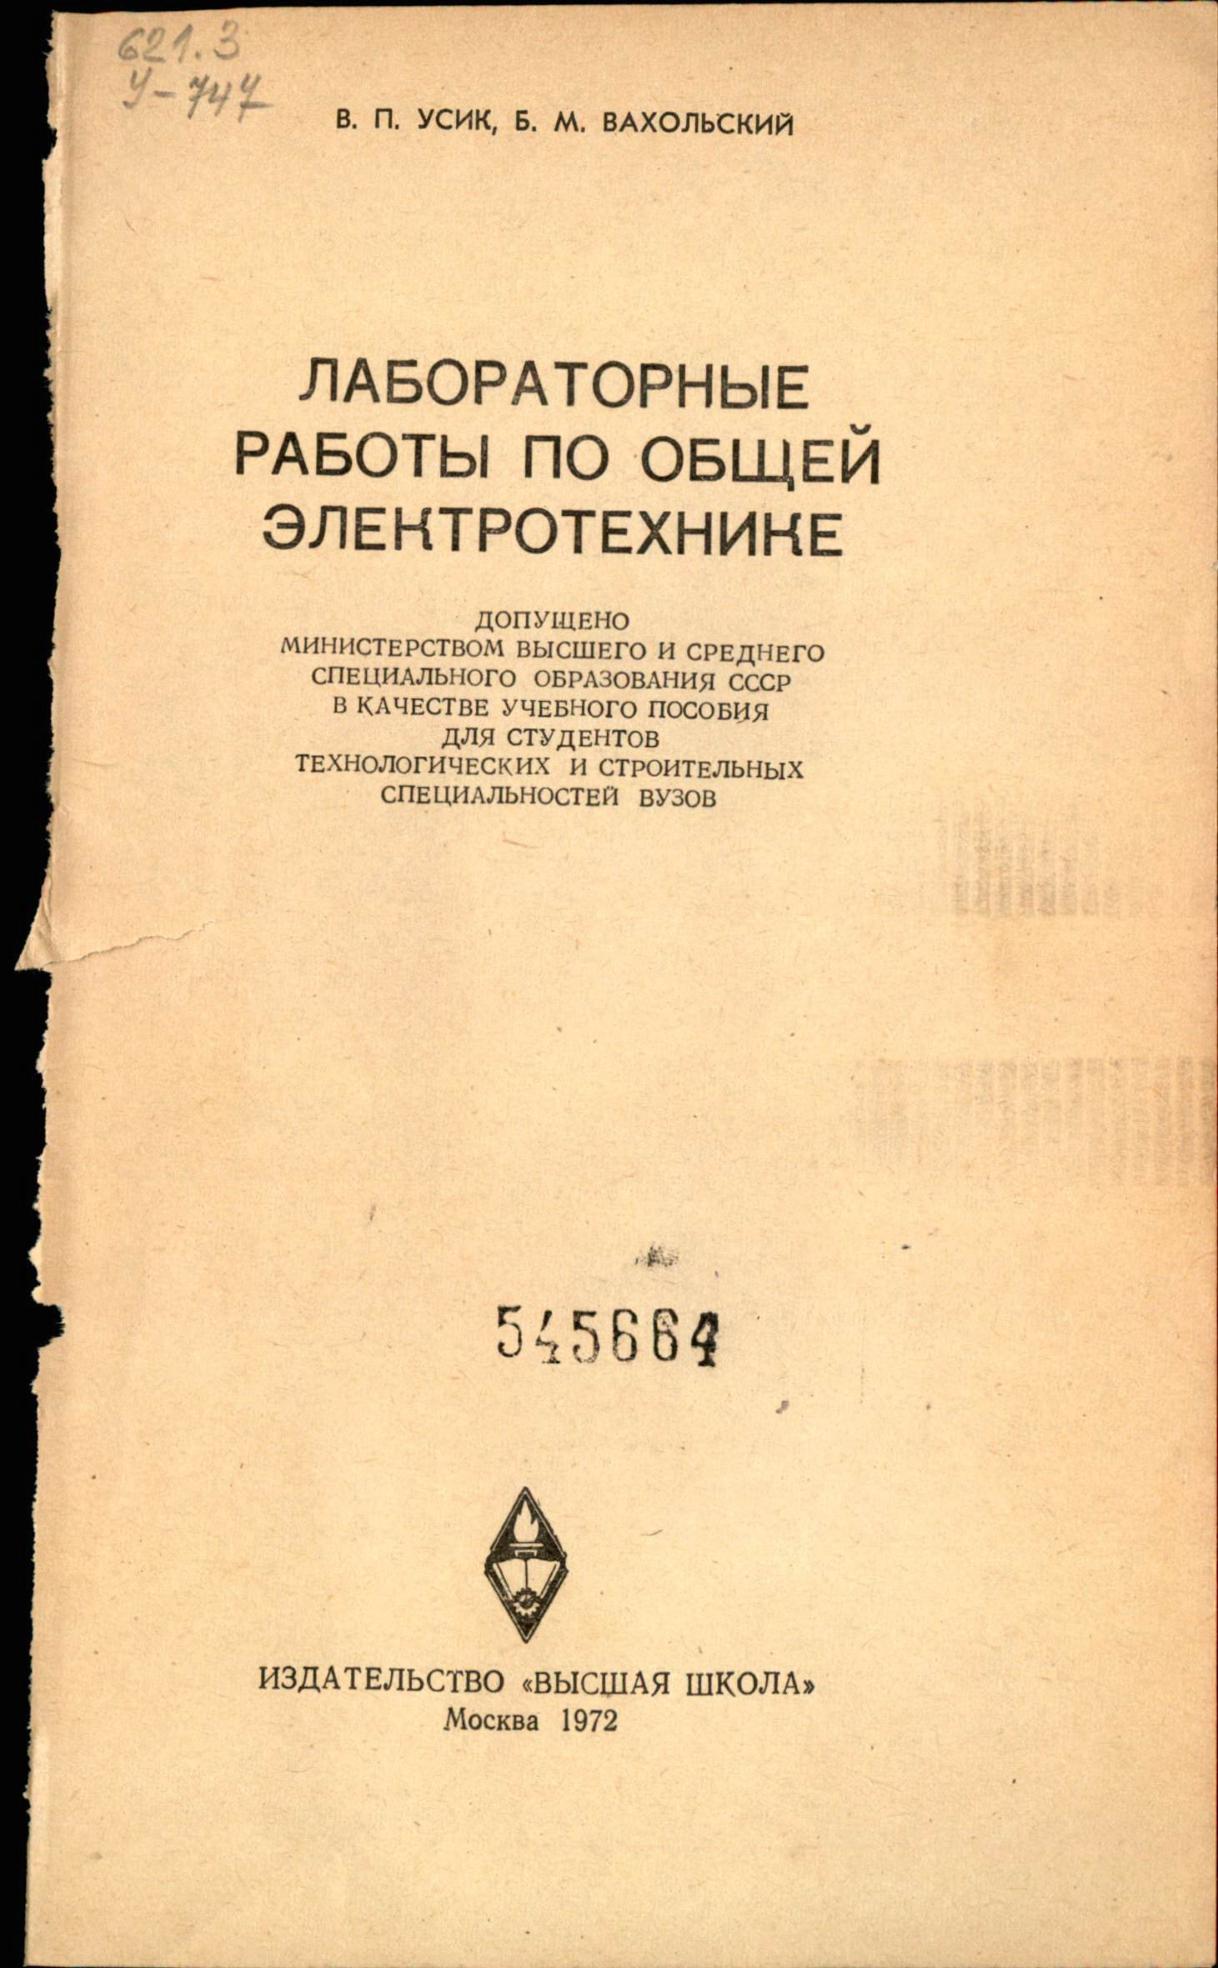 621.3
У-747
В. П. УСИК, Б. М. ВАХОЛЬСКИЙ
ЛАБОРАТОРНЫЕ
РАБОТЫ ПО ОБЩЕЙ
ЭЛЕКТРОТЕХНИКЕ
ДОПУЩЕНО
МИНИСТЕРСТВОМ ВЫСШЕГО И СРЕДНЕГО
СПЕЦИАЛЬНОГО ОБРАЗОВАНИЯ СССР
В КАЧЕСТВЕ УЧЕБНОГО ПОСОБИЯ
ДЛЯ СТУДЕНТОВ
ТЕХНОЛОГИЧЕСКИХ И СТРОИТЕЛЬНЫХ
СПЕЦИАЛЬНОСТЕЙ ВУЗОВ
545664
ИЗДАТЕЛЬСТВО «ВЫСШАЯ ШКОЛА»
Москва 1972